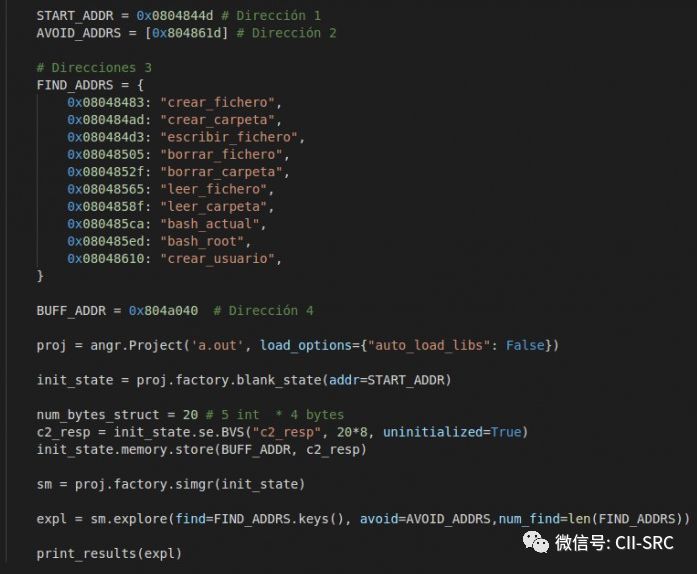 START_ADDR = 0x0804844d # Dirección 1
AVOID_ADDRS = [0x804861d] # Dirección 2

# Direcciones 3
FIND_ADDRS = {
    0x08048483: "crear_fichero",
    0x080484ad: "crear_carpeta",
    0x080484d3: "escribir_fichero",
    0x08048505: "borrar_fichero",
    0x0804852f: "borrar_carpeta",
    0x08048565: "leer_fichero",
    0x0804858f: "leer_carpeta",
    0x080485ca: "bash_actual",
    0x080485ed: "bash_root",
    0x08048610: "crear_usuario",
}

BUFF_ADDR = 0x804a040  # Dirección 4

proj = angr.Project('a.out', load_options={"auto_load_libs": False})

init_state = proj.factory.blank_state(addr=START_ADDR)

num_bytes_struct = 20 # 5 int  * 4 bytes
c2_resp = init_state.se.BVS("c2_resp", 20*8, uninitialized=True)
init_state.memory.store(BUFF_ADDR, c2_resp)

sm = proj.factory.simgr(init_state)

expl = sm.explore(find=FIND_ADDRS.keys(), avoid=AVOID_ADDRS,num_find=len(FIND_ADDRS))

print_results(expl)
微信号: CII-SRC